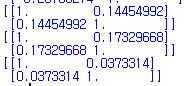 [[1.         0.14454992]
[0.14454992 1.        ]]
[[1.         0.17329668]
[0.17329668 1.        ]]
[[1.        0.0373314]
[0.0373314 1.       ]]